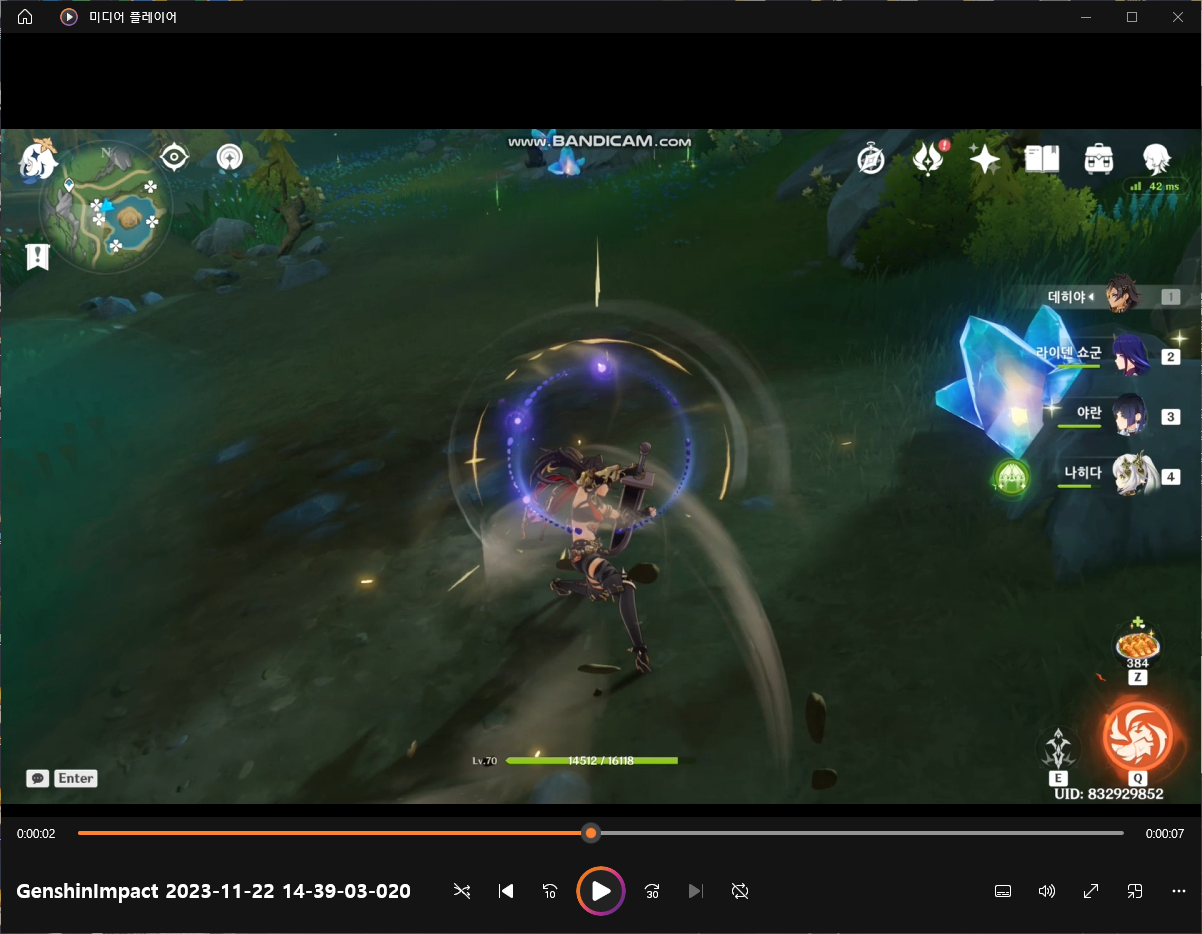 미디어 플레이어
www.BANDICAM.com
N
42 ms
데히야
1
라이덴 쇼군
2
야란
3
나히다
4
384
Z
Lv.70
14512 / 16118
Enter
E
Q
UID: 832929852
0:00:02
0:00:07
GenshinImpact 2023-11-22 14-39-03-020
10
30